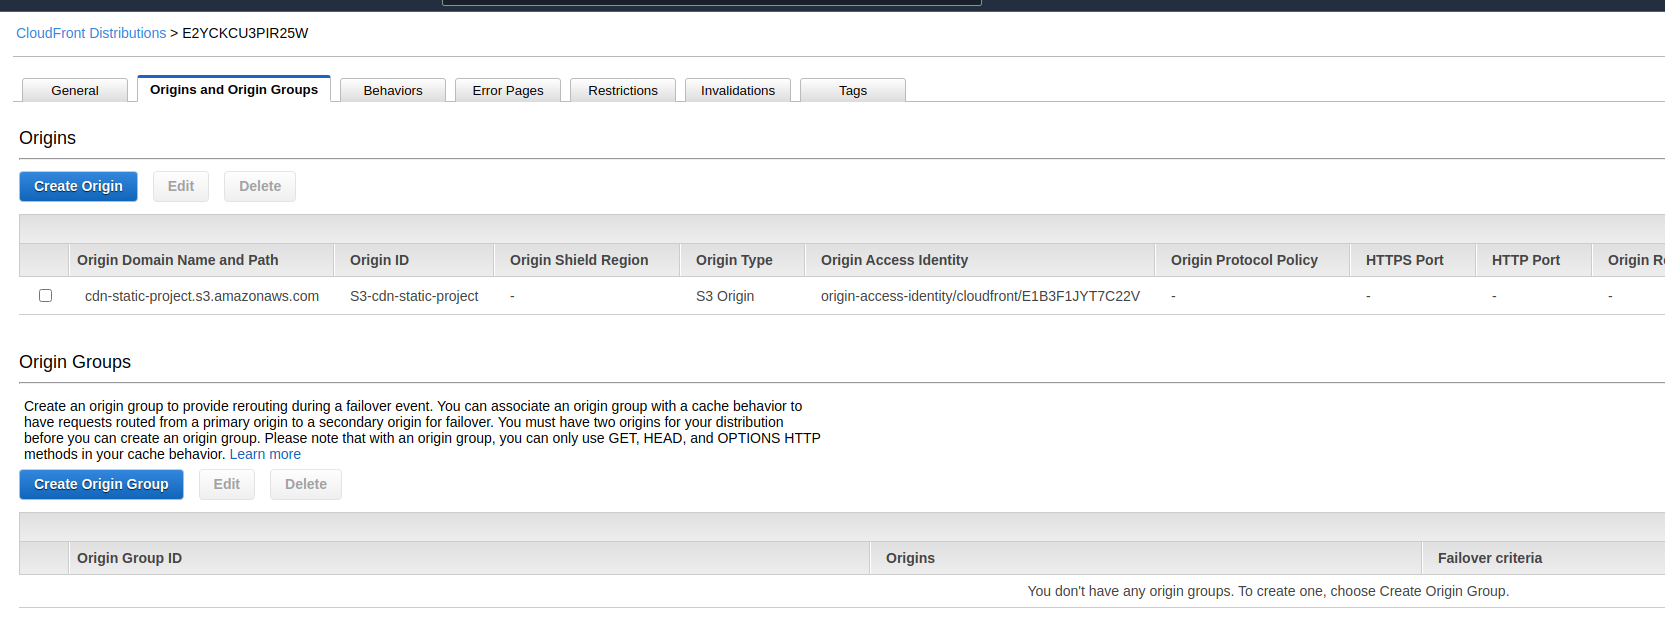 CloudFront Distributions > E2YCKCU3PIR25W
General Origins and Origin Groups Behaviors Error Pages Restrictions Invalidations Tags
Origins
Create Origin Edit Delete
Origin Domain Name and Path Origin ID Origin Shield Region Origin Type Origin Access Identity Origin Protocol Policy HTTPS Port HTTP Port Origin
cdn-static-project.s3.amazonaws.com S3-cdn-static-project - S3 Origin origin-access-identity/cloudfront/E1B3F1JYT7C22V - - - -
Origin Groups
Create an origin group to provide rerouting during a failover event. You can associate an origin group with a cache behavior to
have requests routed from a primary origin to a secondary origin for failover. You must have two origins for your distribution
before you can create an origin group. Please note that with an origin group, you can only use GET, HEAD, and OPTIONS HTTP
methods in your cache behavior. Learn more
Create Origin Group Edit Delete
Origin Group ID Origins Failover criteria
You don't have any origin groups. To create one, choose Create Origin Group.